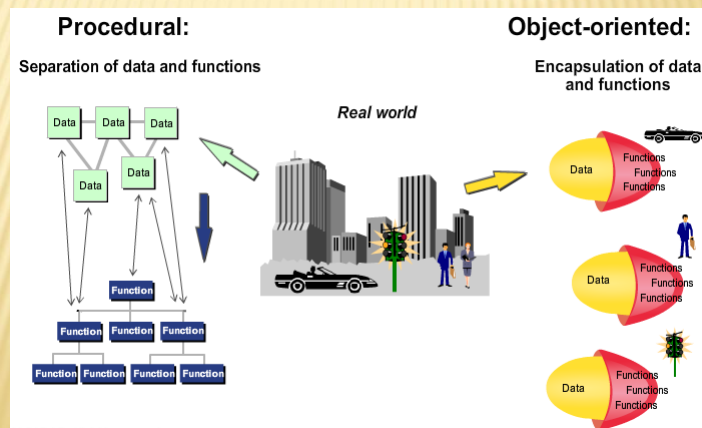 Procedural:
Object-oriented:
Separation of data and functions
Encapsulation of data
and functions
Real world
Data
Data
Data
Data
Data
Function
Function
Function
Function
Function
Function
Function
Function
Data
Functions
Functions
Functions
Data
Functions
Functions
Functions
Data
Functions
Functions
Functions